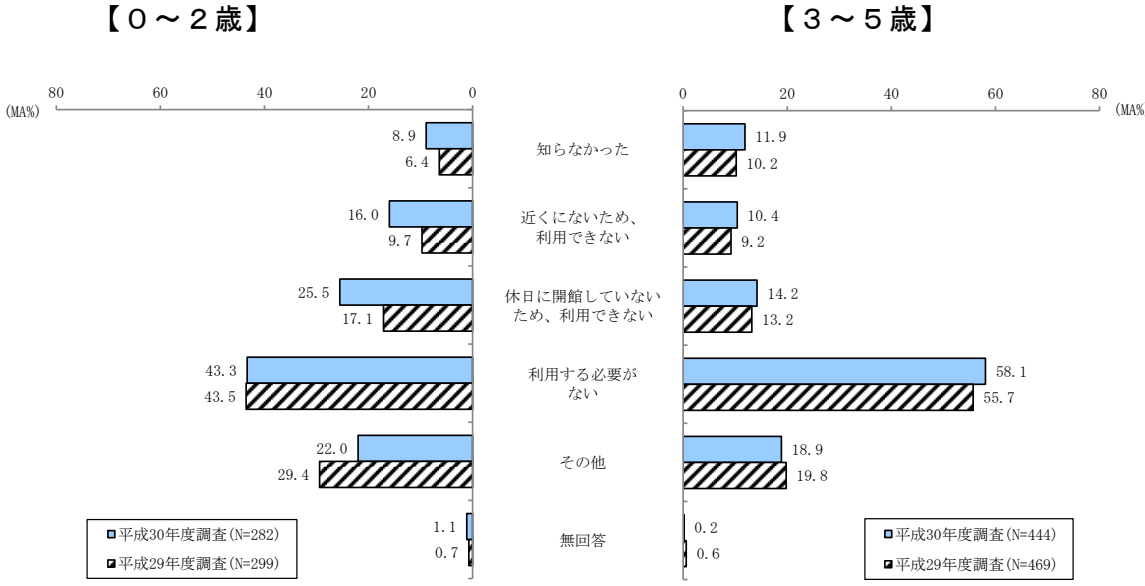 【０～２歳】
【３～５歳】
80 60 40 20 0
(MA%)
0 20 40 60 80
(MA%
8.9
6.4
知らなかった
11.9
10.2
16.0
9.7
近くにないため、
利用できない
10.4
9.2
25.5
17.1
休日に開館していない
ため、利用できない
14.2
13.2
43.3
43.5
利用する必要が
ない
58.1
55.7
22.0
29.4
その他
18.9
19.8
1.1
0.7
無回答
0.2
0.6
平成30年度調査(N=282)
平成29年度調査(N=299)
平成30年度調査(N=444)
平成29年度調査(N=469)